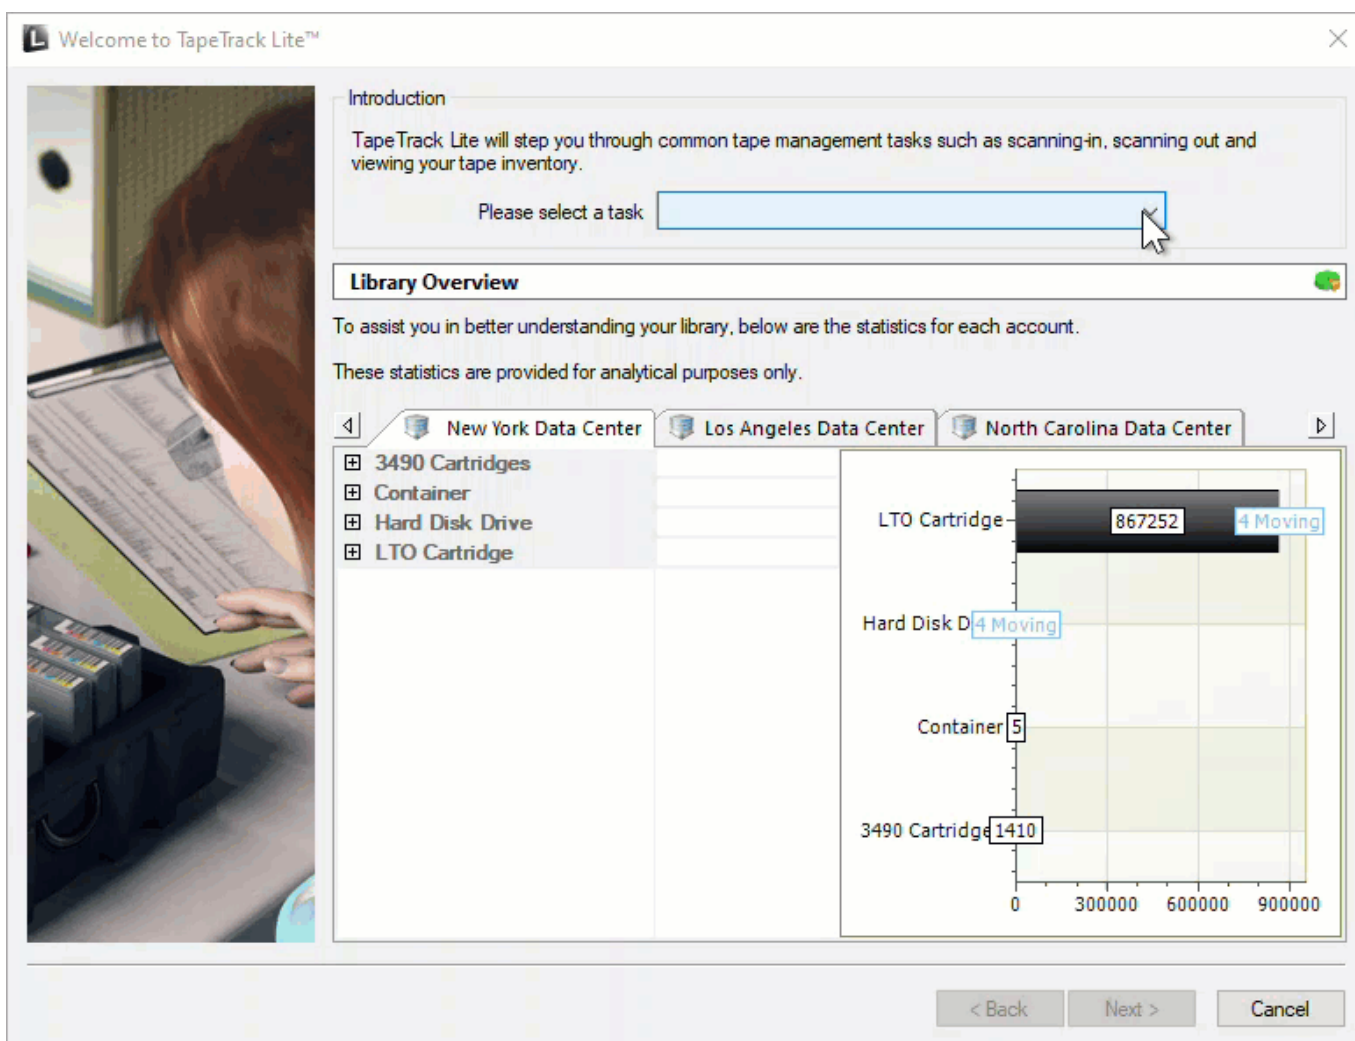 Welcome to TapeTrack Lite™
Introduction
TapeTrack Lite will step you through common tape management tasks such as scanning-in, scanning out and
viewing your tape inventory.
Please select a task
Library Overview
To assist you in better understanding your library, below are the statistics for each account.
These statistics are provided for analytical purposes only.
New York Data Center
Los Angeles Data Center
North Carolina Data Center
3490 Cartridges
Container
Hard Disk Drive
LTO Cartridge
LTO Cartridge 867252 4 Moving
Hard Disk D 4 Moving
Container 5
3490 Cartridge 1410
0 300000 600000 900000
< Back Next > Cancel